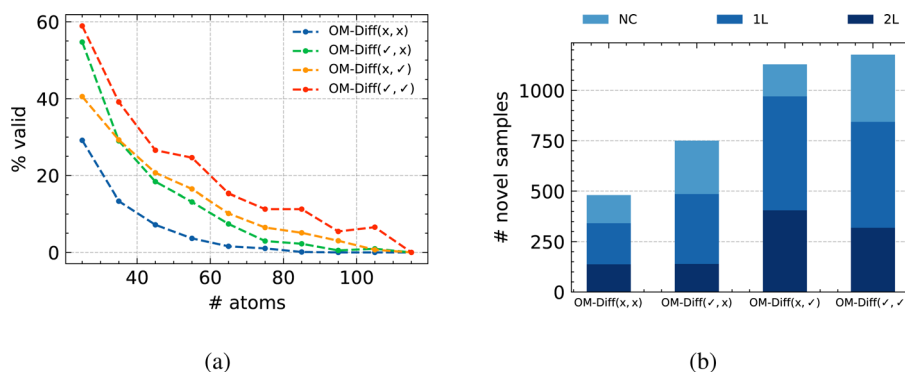 60
40
20
0
% valid
40
60
80
100
# atoms
OM-Diff(x, x)
OM-Diff(✓, x)
OM-Diff(x, ✓)
OM-Diff(✓, ✓)
(a)
NC
1L
2L
1000
750
500
250
0
# novel samples
OM-Diff(x, x)
OM-Diff(✓, x)
OM-Diff(x, ✓)
OM-Diff(✓, ✓
(b)